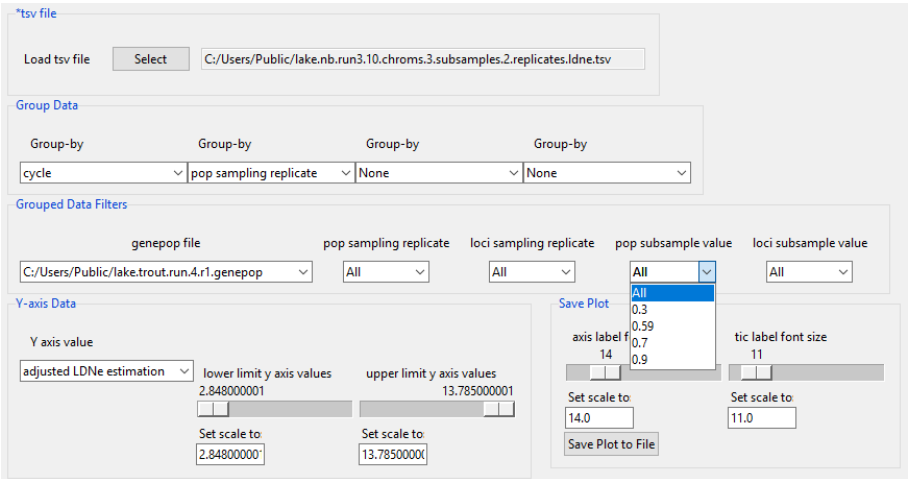 *tsv file
Load tsv file Select C:/Users/Public/lake.nb.run3.10.chroms.3.subsamples.2.replicates.ldne.tsv
Group Data
Group-by Group-by Group-by Group-by
cycle pop sampling replicate None None
Grouped Data Filters
genepop file pop sampling replicate loci sampling replicate pop subsample value loci subsample value
C:/Users/Public/lake.trout.run.4.r1.genepop All All All All
All
0.3
0.59
0.7
0.9
Y-axis Data
Y axis value
adjusted LDNe estimation
lower limit y axis values upper limit y axis values
2.848000001 13.785000001
Set scale to: Set scale to:
2.84800000 13.7850000
Save Plot
axis label f tic label font size
14 11
Set scale to: Set scale to:
14.0 11.0
Save Plot to File